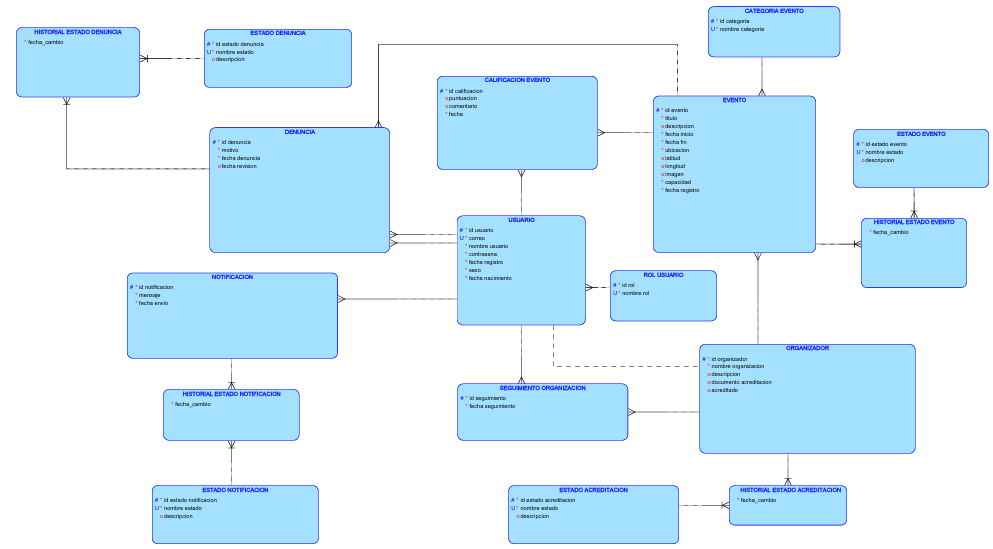 HISTORIAL ESTADO DENUNCIA
* fecha_cambio
ESTADO DENUNCIA
# * id estado denuncia
U * nombre estado
o descripcion
CATEGORIA EVENTO
# * id categoria
U * nombre categoria
CALIFICACION EVENTO
# * id calificacion
o puntuacion
o comentario
* fecha
EVENTO
# * id evento
* titulo
o descripcion
* fecha inicio
* fecha fin
* ubicacion
o latitud
o longitud
o imagen
* capacidad
* fecha registro
DENUNCIA
# * id denuncia
* motivo
* fecha denuncia
o fecha revision
ESTADO EVENTO
# * id estado evento
U * nombre estado
o descripcion
HISTORIAL ESTADO EVENTO
* fecha_cambio
USUARIO
# * id usuario
U * correo
* nombre usuario
* contrasena
* fecha registro
* sexo
* fecha nacimiento
NOTIFICACION
# * id notificacion
* mensaje
* fecha envio
ROL USUARIO
# * id rol
U * nombre rol
ORGANIZADOR
# * id organizador
* nombre organizacion
o descripcion
o documento acreditacion
o acreditado
SEGUIMIENTO ORGANIZACION
# * id seguimiento
* fecha seguimiento
HISTORIAL ESTADO NOTIFICACION
* fecha_cambio
ESTADO NOTIFICACION
# * id estado notificacion
U * nombre estado
o descripcion
ESTADO ACREDITACION
# * id estado acreditacion
U * nombre estado
o descripcion
HISTORIAL ESTADO ACREDITACION
* fecha_cambio